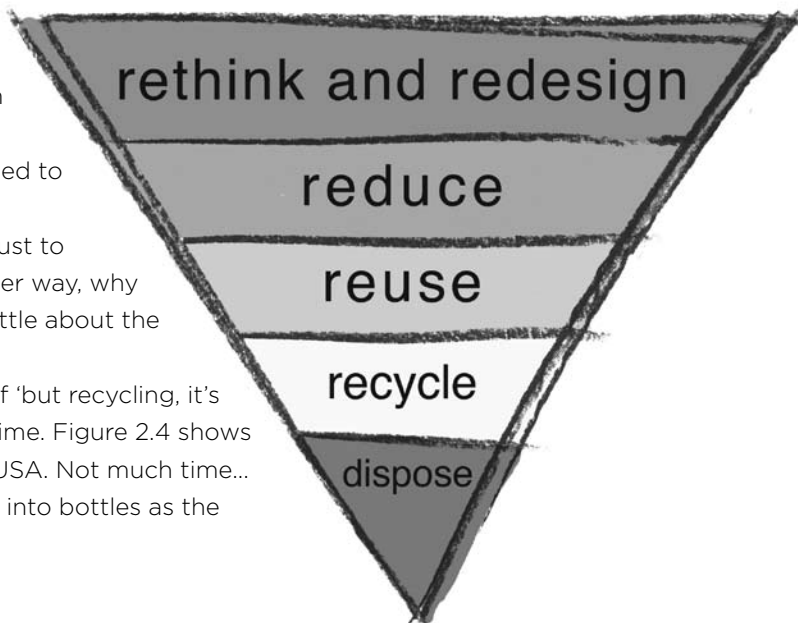 n
ed to
ust to
er way, why
ttle about the
f ‘but recycling, it’s
ime. Figure 2.4 shows
USA. Not much time...
into bottles as the
rethink and redesign
reduce
reuse
recycle
dispose